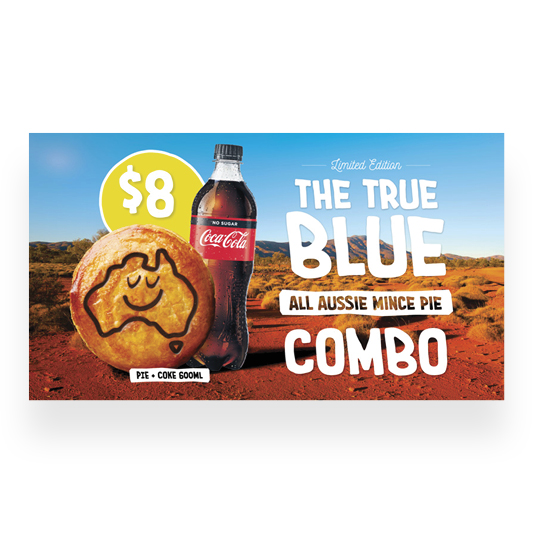 $8
NO SUGAR
Coca-Cola
PIE + COKE 600ML
Limited Edition
THE TRUE
BLUE
ALL AUSSIE MINCE PIE
COMBO